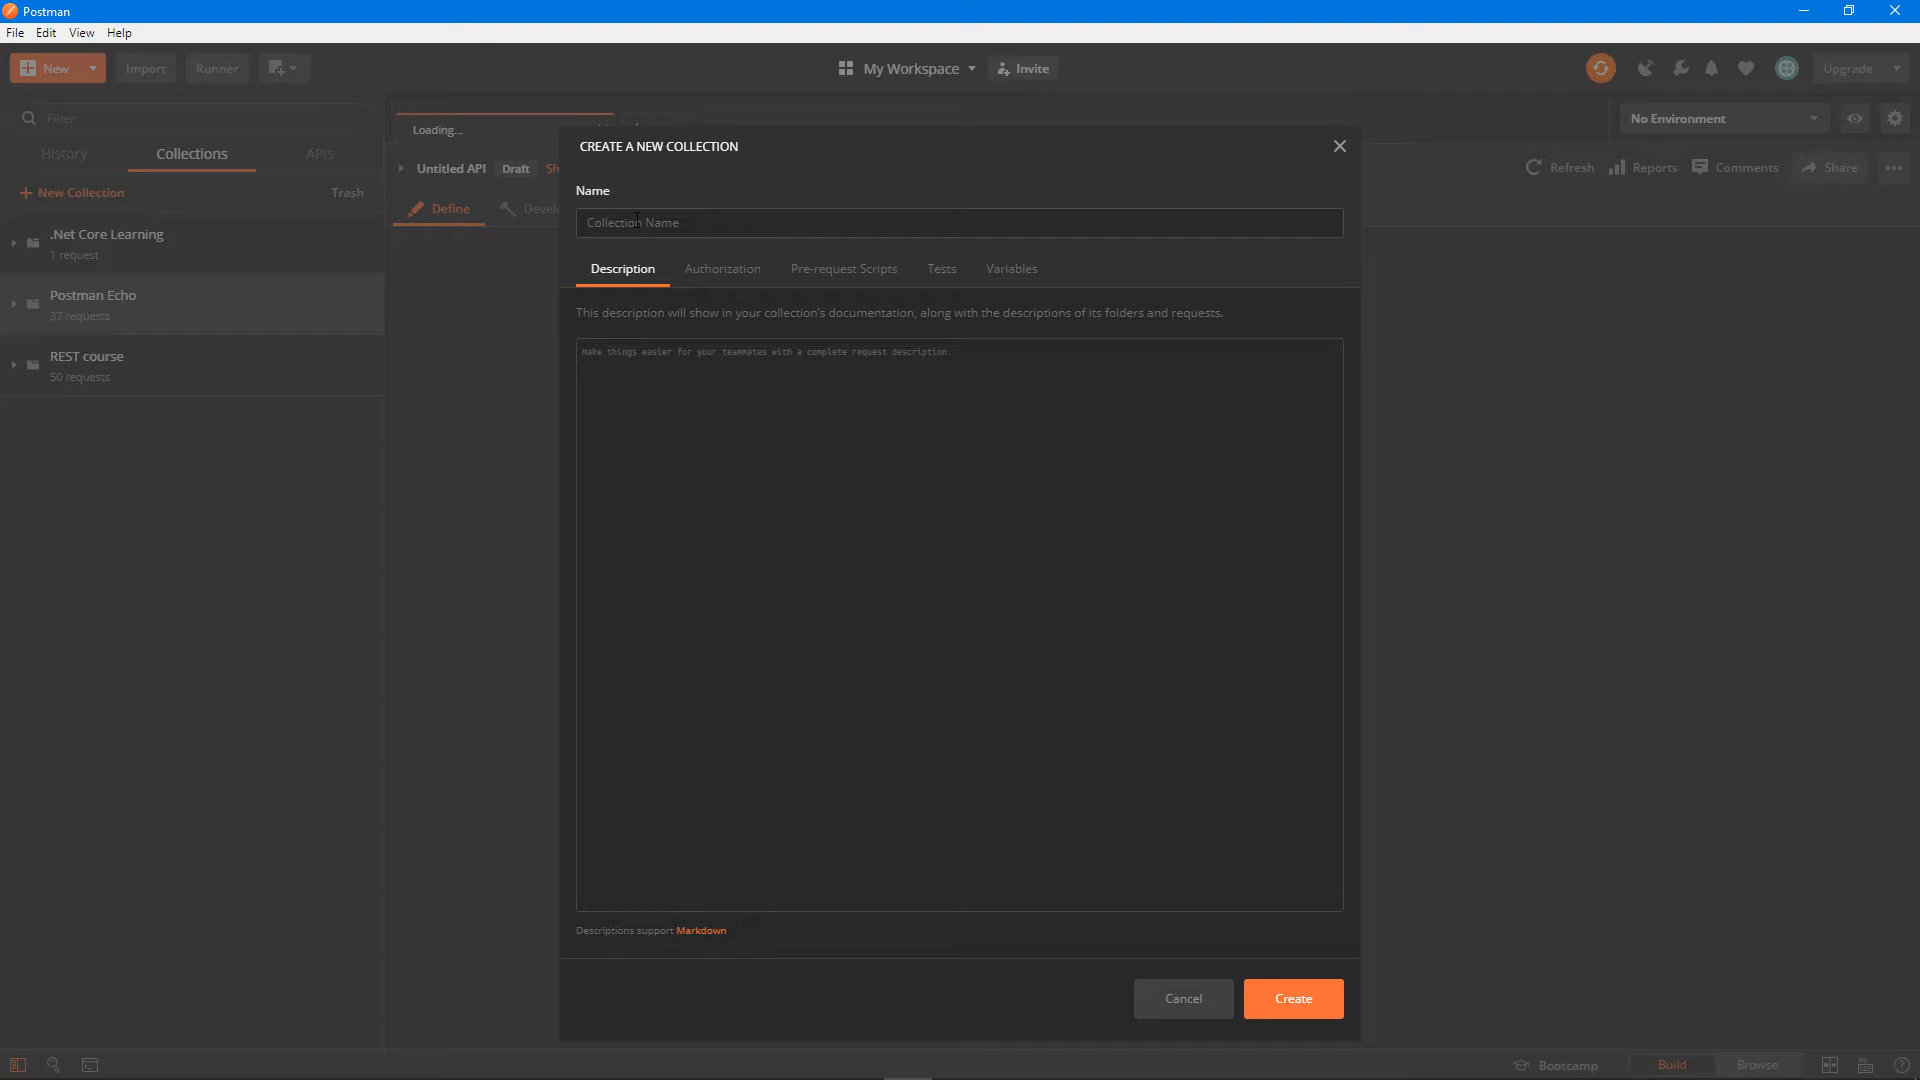 Postman
File Edit View Help
New Import Runner My Workspace Invite Upgrade
Filter
History Collections APIs
New Collection Trash
.Net Core Learning
1 request
Postman Echo
37 requests
REST course
50 requests
Loading...
Untitled API Draft Sh
Define Develo
No Environment
Refresh Reports Comments Share
CREATE A NEW COLLECTION
Name
Collection Name
Description Authorization Pre-request Scripts Tests Variables
This description will show in your collection's documentation, along with the descriptions of its folders and requests.
Make things easier for your teammates with a complete request description.
Descriptions support Markdown
Cancel Create
Bootcamp Build Browse